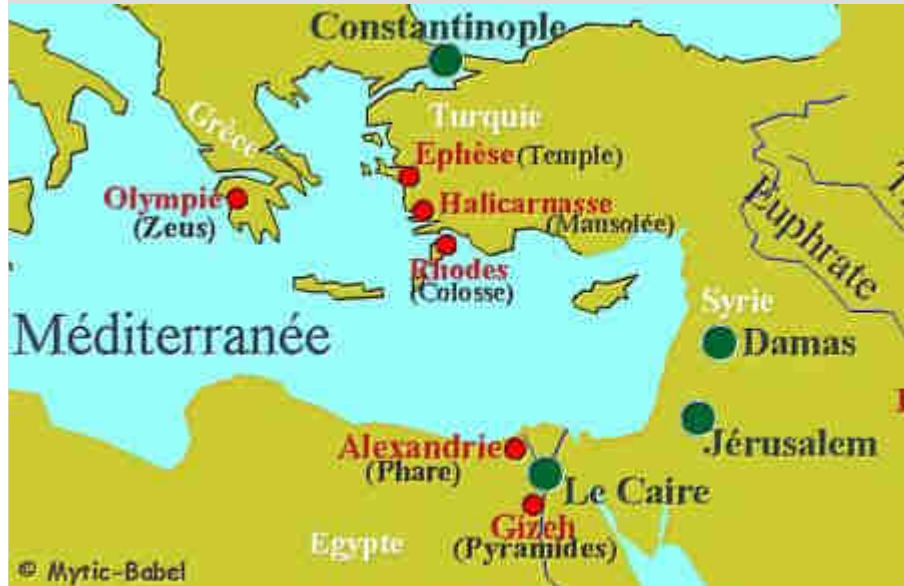 Constantinople
Grèce
Turquie
Ephèse (Temple)
Olympie
(Zeus)
Halicarnasse
(Mausolée)
Rhodes
(Colosse)
Euphrate
Syrie
Méditerranée
Damas
Jérusalem
Alexandrie
(Phare)
Le Caire
Gizeh
(Pyramides)
Egypte
© Mytic-Babel